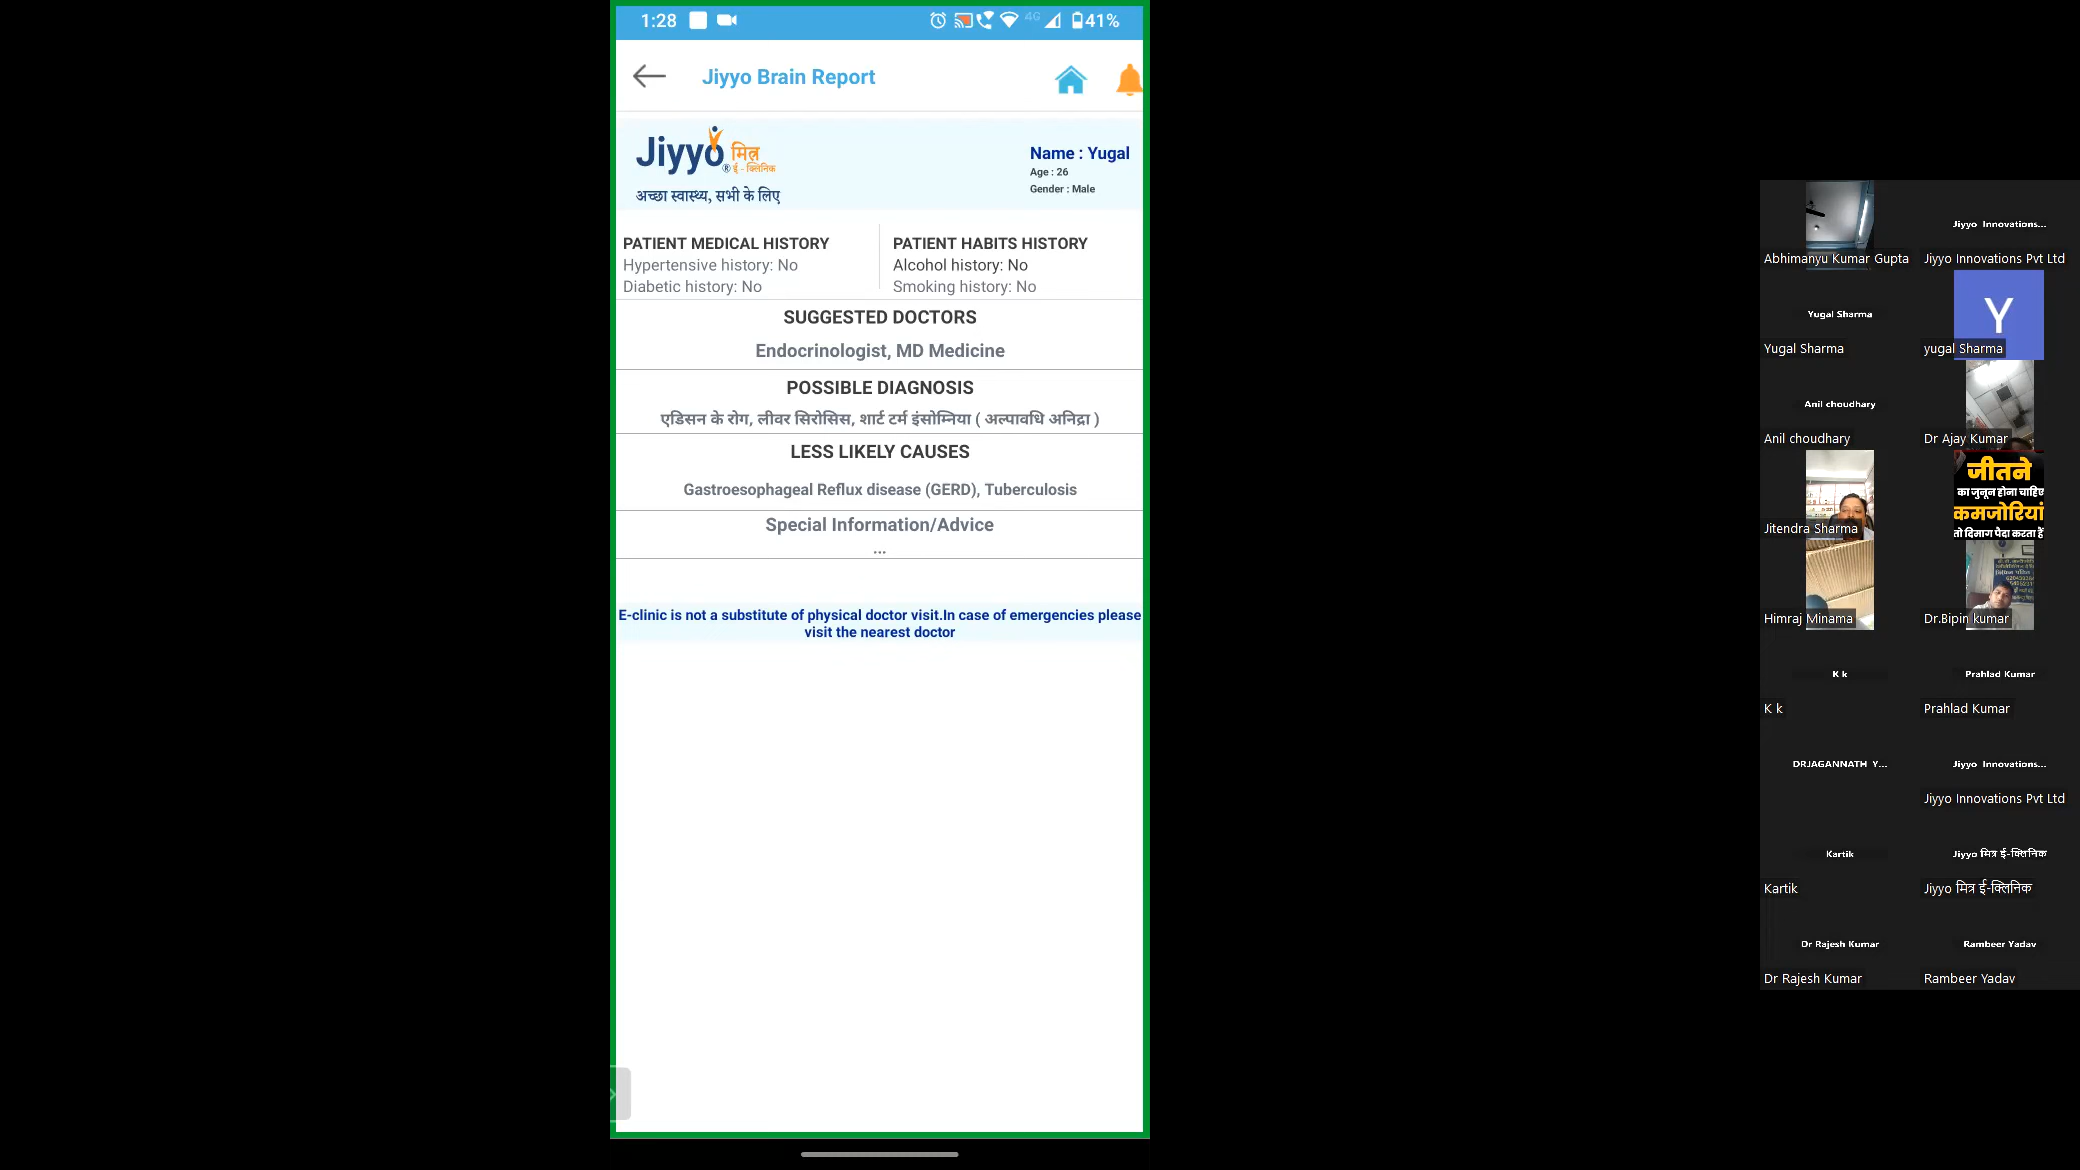 1:28
4G
41%
Jiyyo Brain Report
Jiyyo मित्र
® ई - क्लिनिक
अच्छा स्वास्थ्य, सभी के लिए
Name : Yugal
Age : 26
Gender : Male
PATIENT MEDICAL HISTORY
Hypertensive history: No
Diabetic history: No
PATIENT HABITS HISTORY
Alcohol history: No
Smoking history: No
SUGGESTED DOCTORS
Endocrinologist, MD Medicine
POSSIBLE DIAGNOSIS
एडिसन के रोग, लीवर सिरोसिस, शार्ट टर्म इंसोम्निया ( अल्पावधि अनिद्रा )
LESS LIKELY CAUSES
Gastroesophageal Reflux disease (GERD), Tuberculosis
Special Information/Advice
...
E-clinic is not a substitute of physical doctor visit.In case of emergencies please
visit the nearest doctor
Abhimanyu Kumar Gupta
Jiyyo Innovations...
Jiyyo Innovations Pvt Ltd
Yugal Sharma
Yugal Sharma
Y
yugal Sharma
Anil choudhary
Anil choudhary
Dr Ajay Kumar
Jitendra Sharma
जीतने
का जुनून होना चाहिए
कमजोरियां
तो दिमाग पैदा करता हैं
Himraj Minama
Dr.Bipin kumar
K k
K k
Prahlad Kumar
Prahlad Kumar
DRJAGANNATH Y...
Jiyyo Innovations...
Jiyyo Innovations Pvt Ltd
Kartik
Kartik
Jiyyo मित्र ई-क्लिनिक
Jiyyo मित्र ई-क्लिनिक
Dr Rajesh Kumar
Dr Rajesh Kumar
Rambeer Yadav
Rambeer Yadav